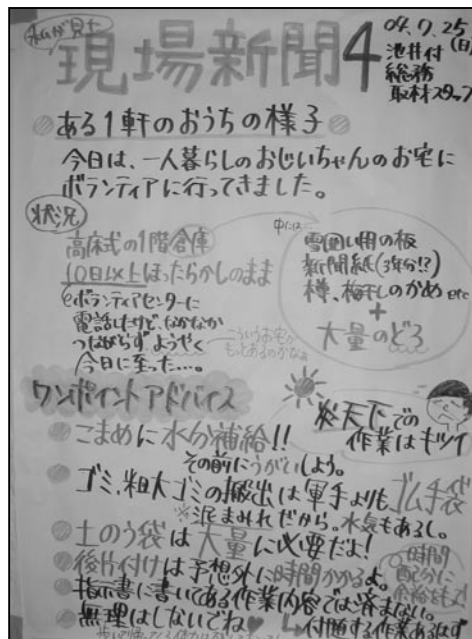 私が見た
現場新聞4
04.7.25(日)
池井付
総務
取材スタッフ
ある1軒のおうちの様子
今日は、一人暮らしのおじいちゃんのお宅に
ボランティアに行ってきました。
状況
高床式の1階倉庫
10日以上ほったらかしのまま
ボランティアセンターに
電話したけど、なかなか
つながらず ようやく
今日に至った…。
こういうお宅が
もっとあるのかなぁ
中には
雪囲い用の板
新聞紙(3年分!?)
樽、梅干しのかめ etc
+
大量のどろ
ワンポイントアドバイス
炎天下での
作業はキツイ
こまめに水分補給!!
その前にうがいしよう。
ゴミ、粗大ゴミの搬出は軍手よりもゴム手袋
※泥まみれだから。水気もあるし。
土のう袋は大量に必要だよ!
後片付けは予想外に時間かかるよ。
時間
配分に
余裕をもって
指示書に書いてある作業内容では済まない。
付随する作業あるはず
無理はしないでね♥